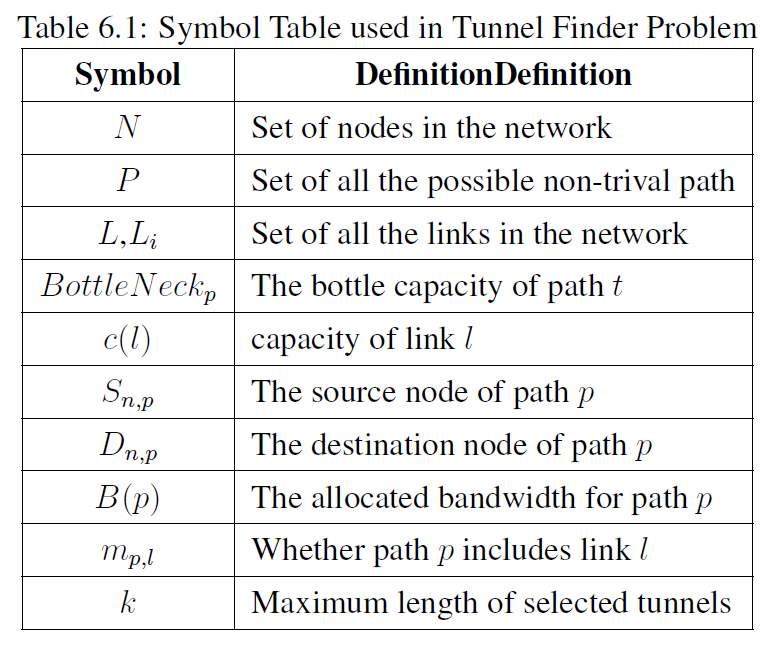 Table 6.1: Symbol Table used in Tunnel Finder Problem
Symbol DefinitionDefinition
N Set of nodes in the network
P Set of all the possible non-trival path
L,L_i Set of all the links in the network
BottleNeck_p The bottle capacity of path t
c(l) capacity of link l
S_{n,p} The source node of path p
D_{n,p} The destination node of path p
B(p) The allocated bandwidth for path p
m_{p,l} Whether path p includes link l
k Maximum length of selected tunnels